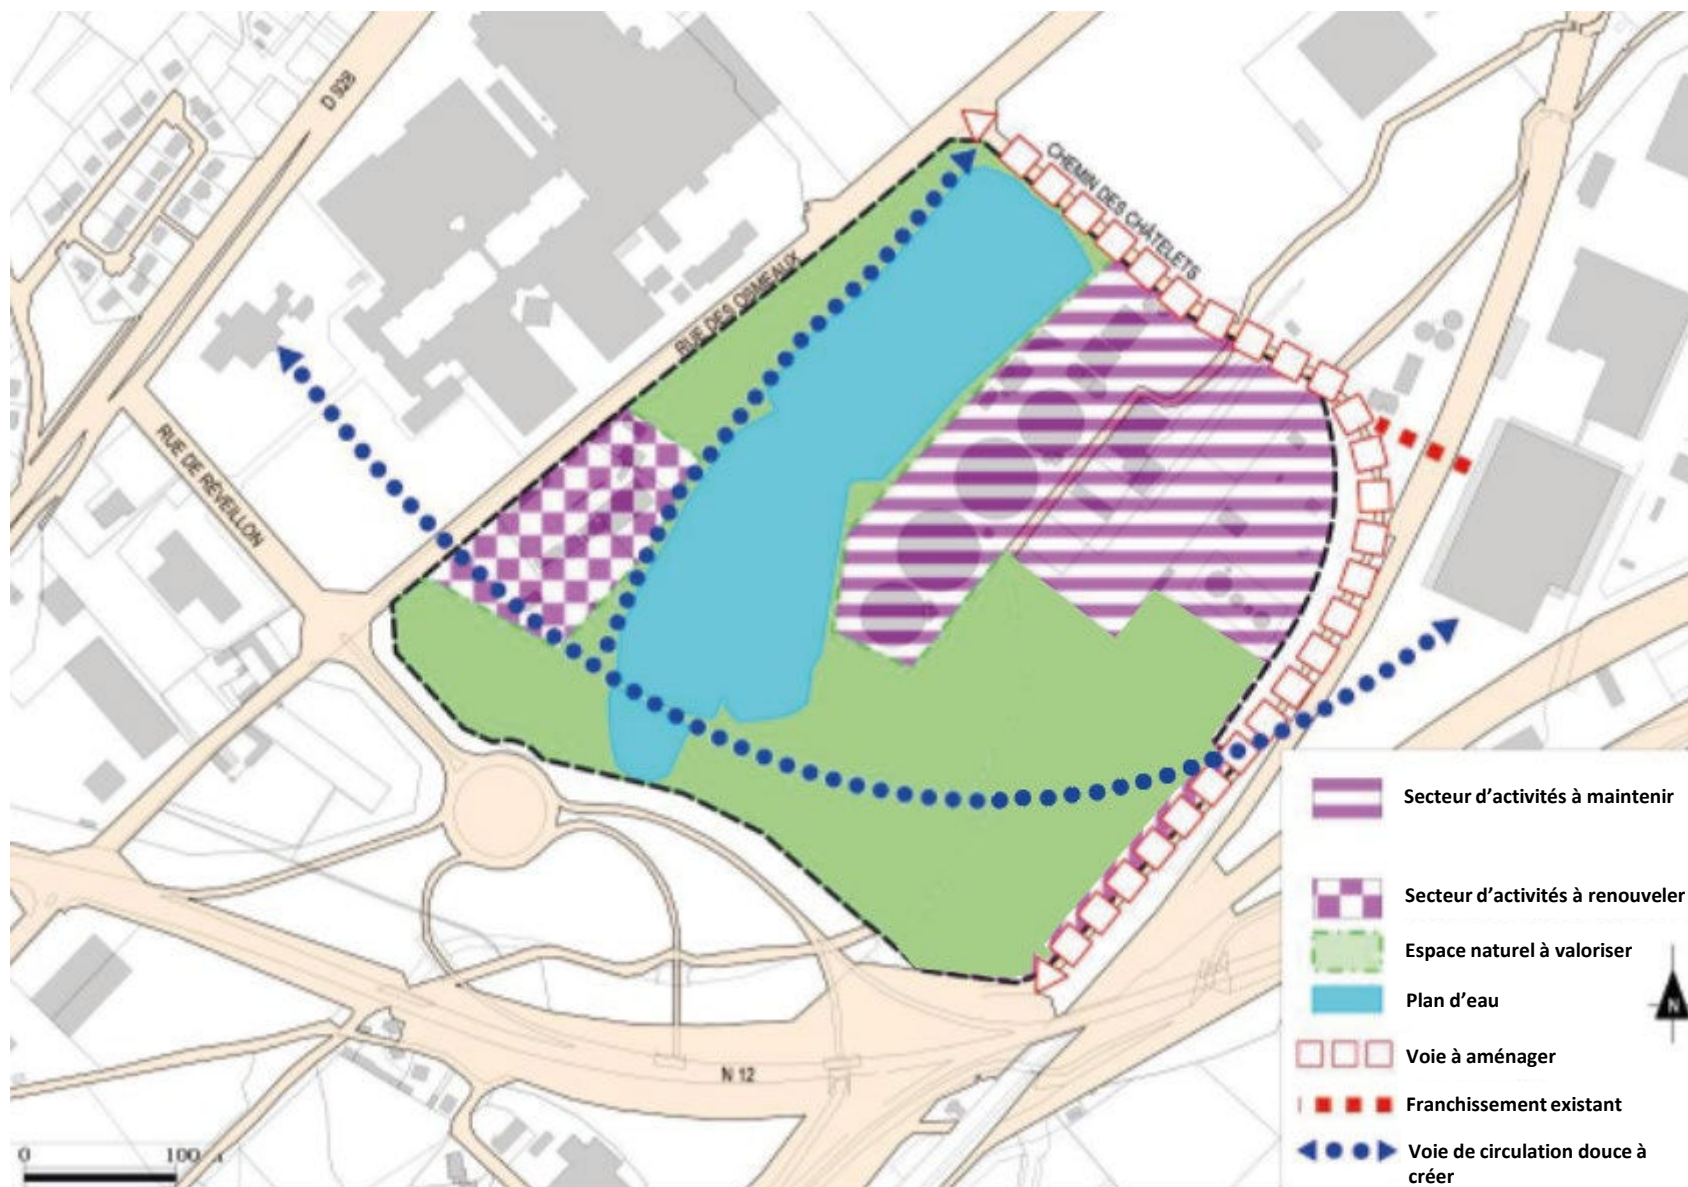 D 928
CHEMIN DES CHÂTELETS
RUE DES ORMEAUX
RUE DE REVEILLON
Secteur d'activités à maintenir
Secteur d'activités à renouveler
Espace naturel à valoriser
Plan d'eau
N
Voie à aménager
N 12
Franchissement existant
Voie de circulation douce à
créer
0 100 m